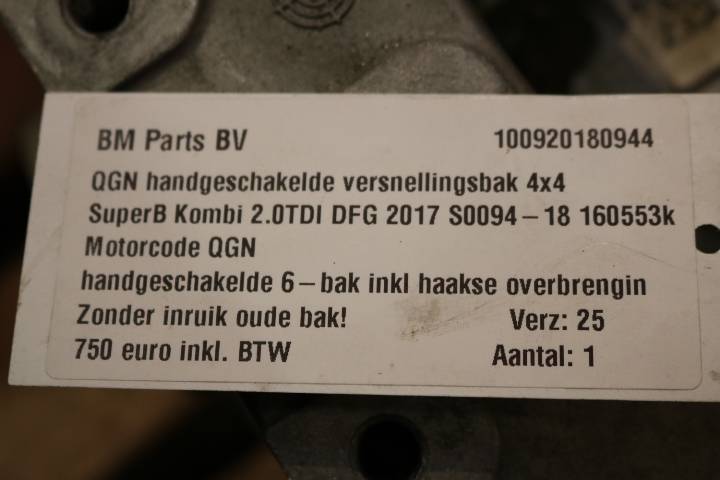 BM Parts BV 100920180944
QGN handgeschakelde versnellingsbak 4x4
SuperB Kombi 2.0TDI DFG 2017 S0094-18 160553k
Motorcode QGN
handgeschakelde 6-bak inkl haakse overbrengin
Zonder inruik oude bak! Verz: 25
750 euro inkl. BTW Aantal: 1